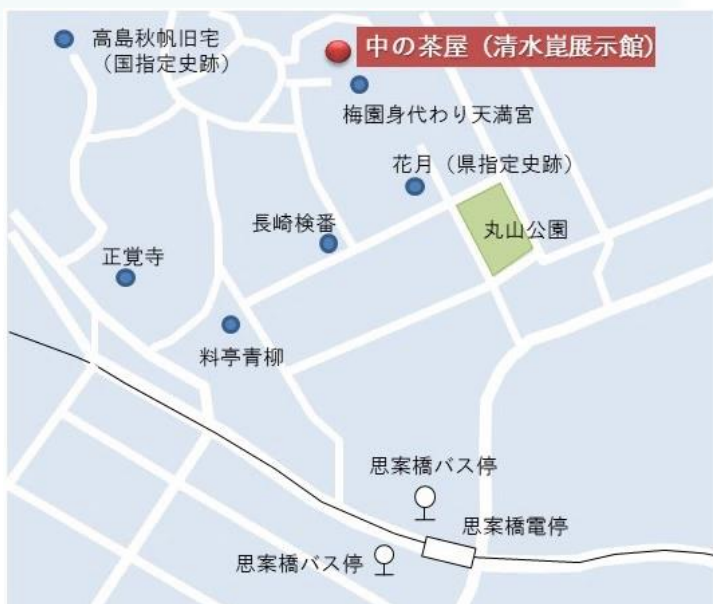 高島秋帆旧宅
（国指定史跡）
中の茶屋（清水崑展示館）
梅園身代わり天満宮
花月（県指定史跡）
長崎検番
丸山公園
正覚寺
料亭青柳
思案橋バス停
思案橋電停
思案橋バス停